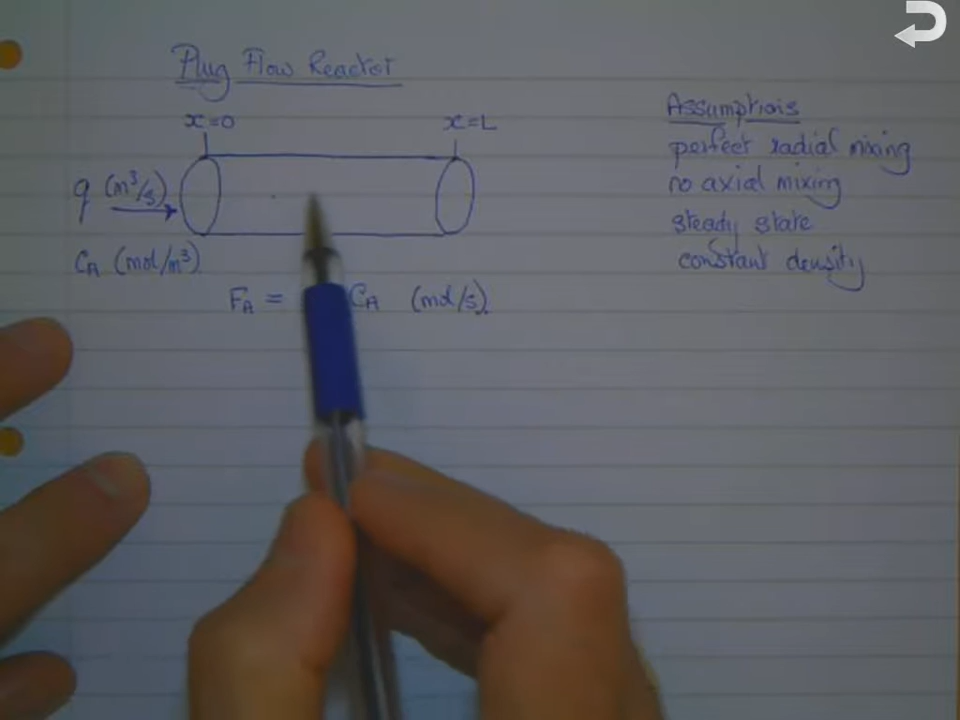 Plug Flow Reactor
x=0
x=L
q (m³/s)
CA (mol/m³)
FA = CA (mol/s)
Assumptions
perfect radial mixing
no axial mixing
steady state
constant density